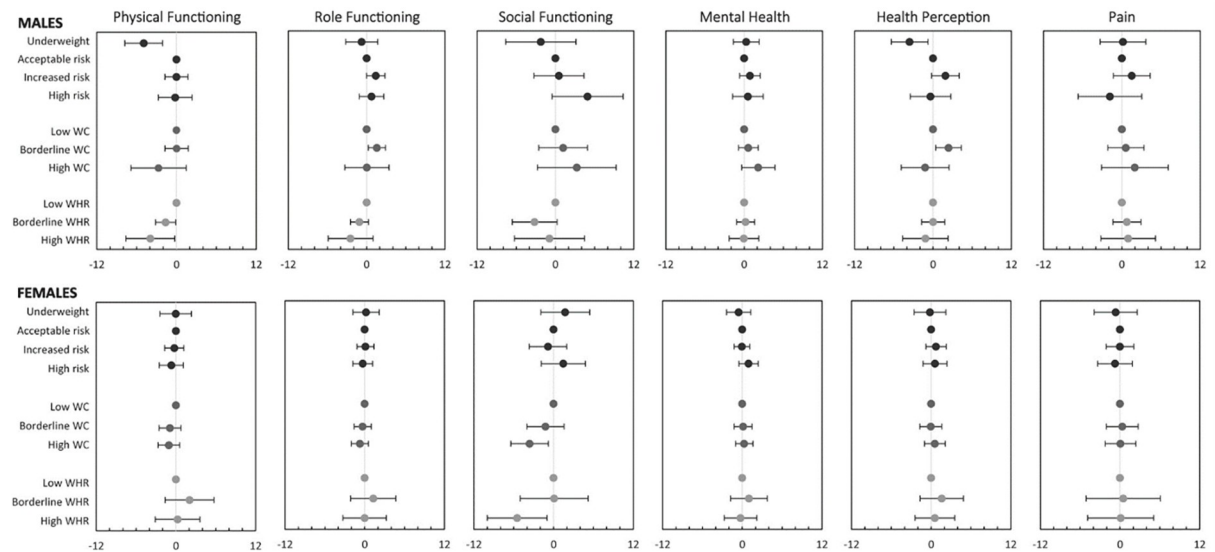 MALES
Physical Functioning Role Functioning Social Functioning Mental Health Health Perception Pain
Underweight
Acceptable risk
Increased risk
High risk
Low WC
Borderline WC
High WC
Low WHR
Borderline WHR
High WHR
-12 0 12 -12 0 12 -12 0 12 -12 0 12 -12 0 12 -12 0 12
FEMALES
Underweight
Acceptable risk
Increased risk
High risk
Low WC
Borderline WC
High WC
Low WHR
Borderline WHR
High WHR
-12 0 12 -12 0 12 -12 0 12 -12 0 12 -12 0 12 -12 0 12